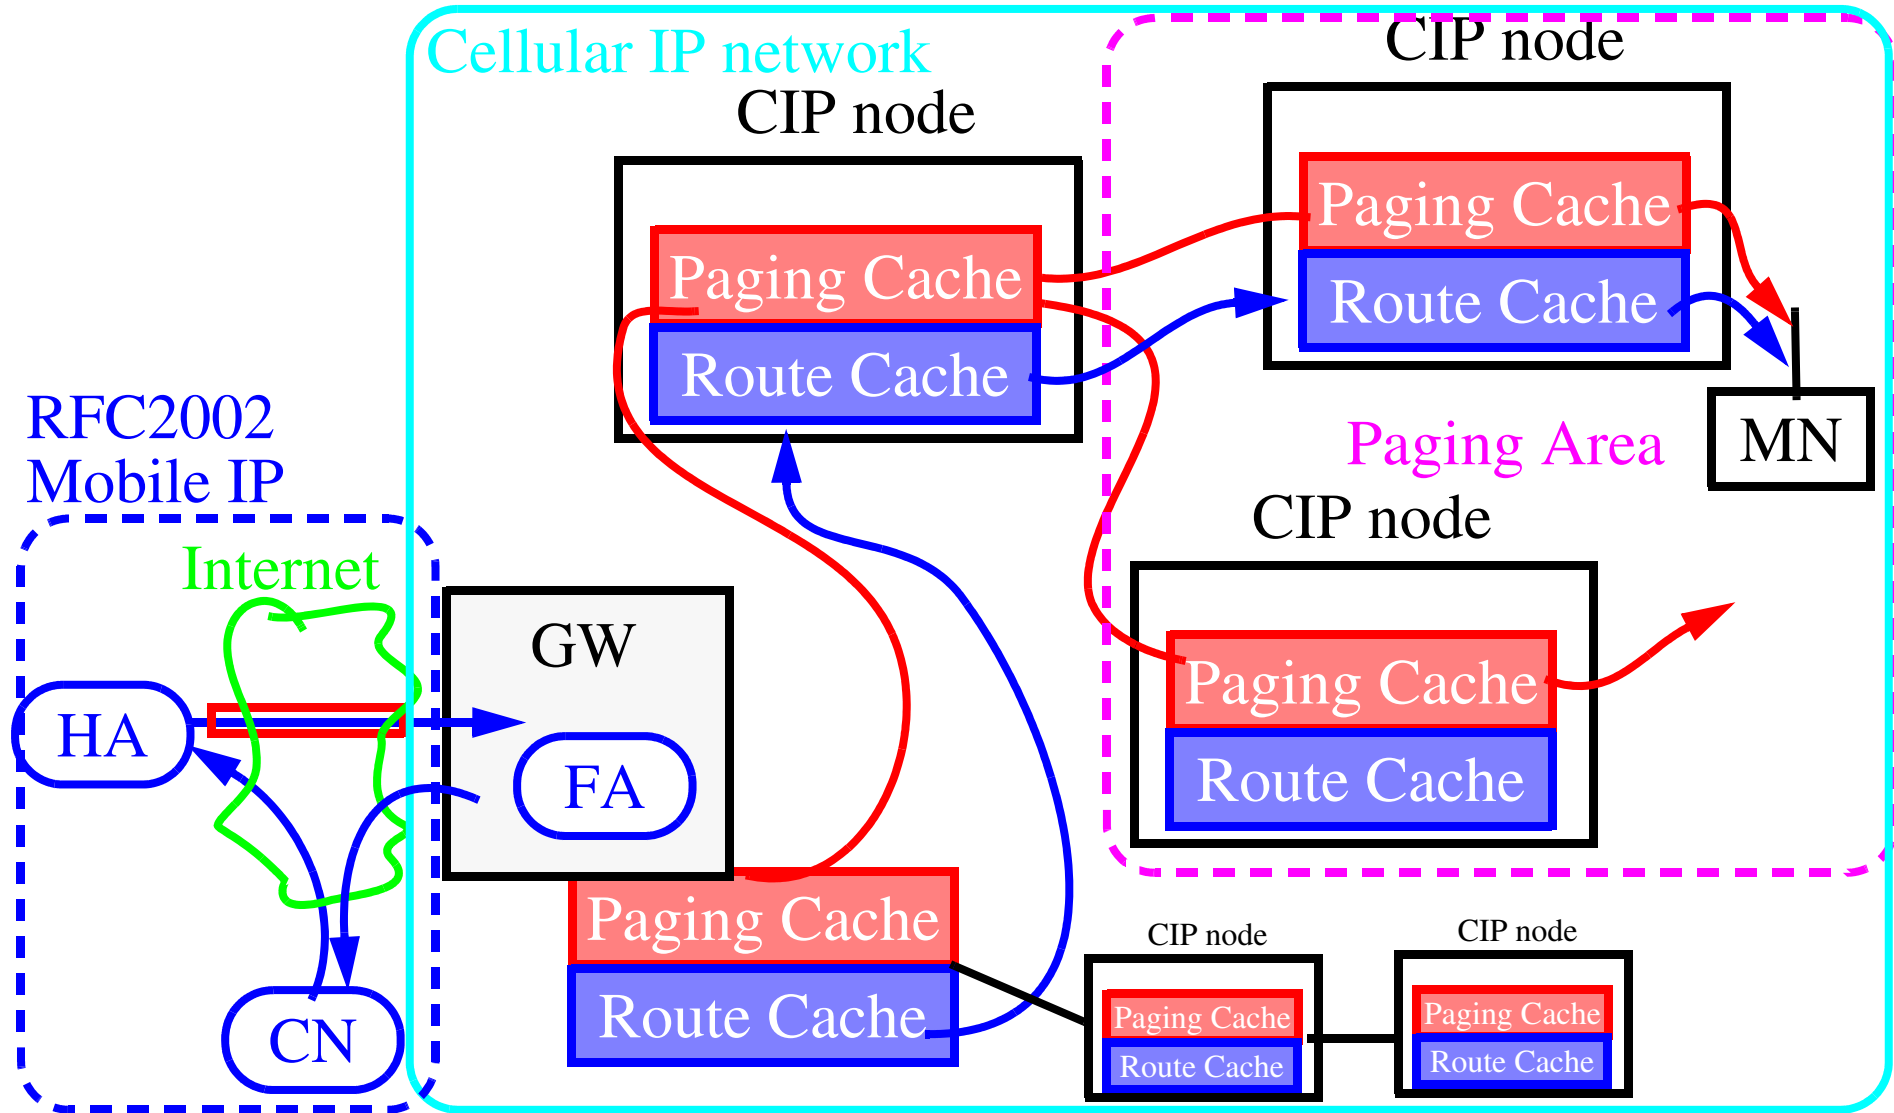 Cellular IP network
CIP node
CIP node
Paging Cache
Route Cache
Paging Cache
Route Cache
RFC2002
Mobile IP
Paging Area
MN
CIP node
Internet
GW
HA
FA
Paging Cache
Route Cache
Paging Cache
Route Cache
CN
CIP node
Paging Cache
Route Cache
CIP node
Paging Cache
Route Cache